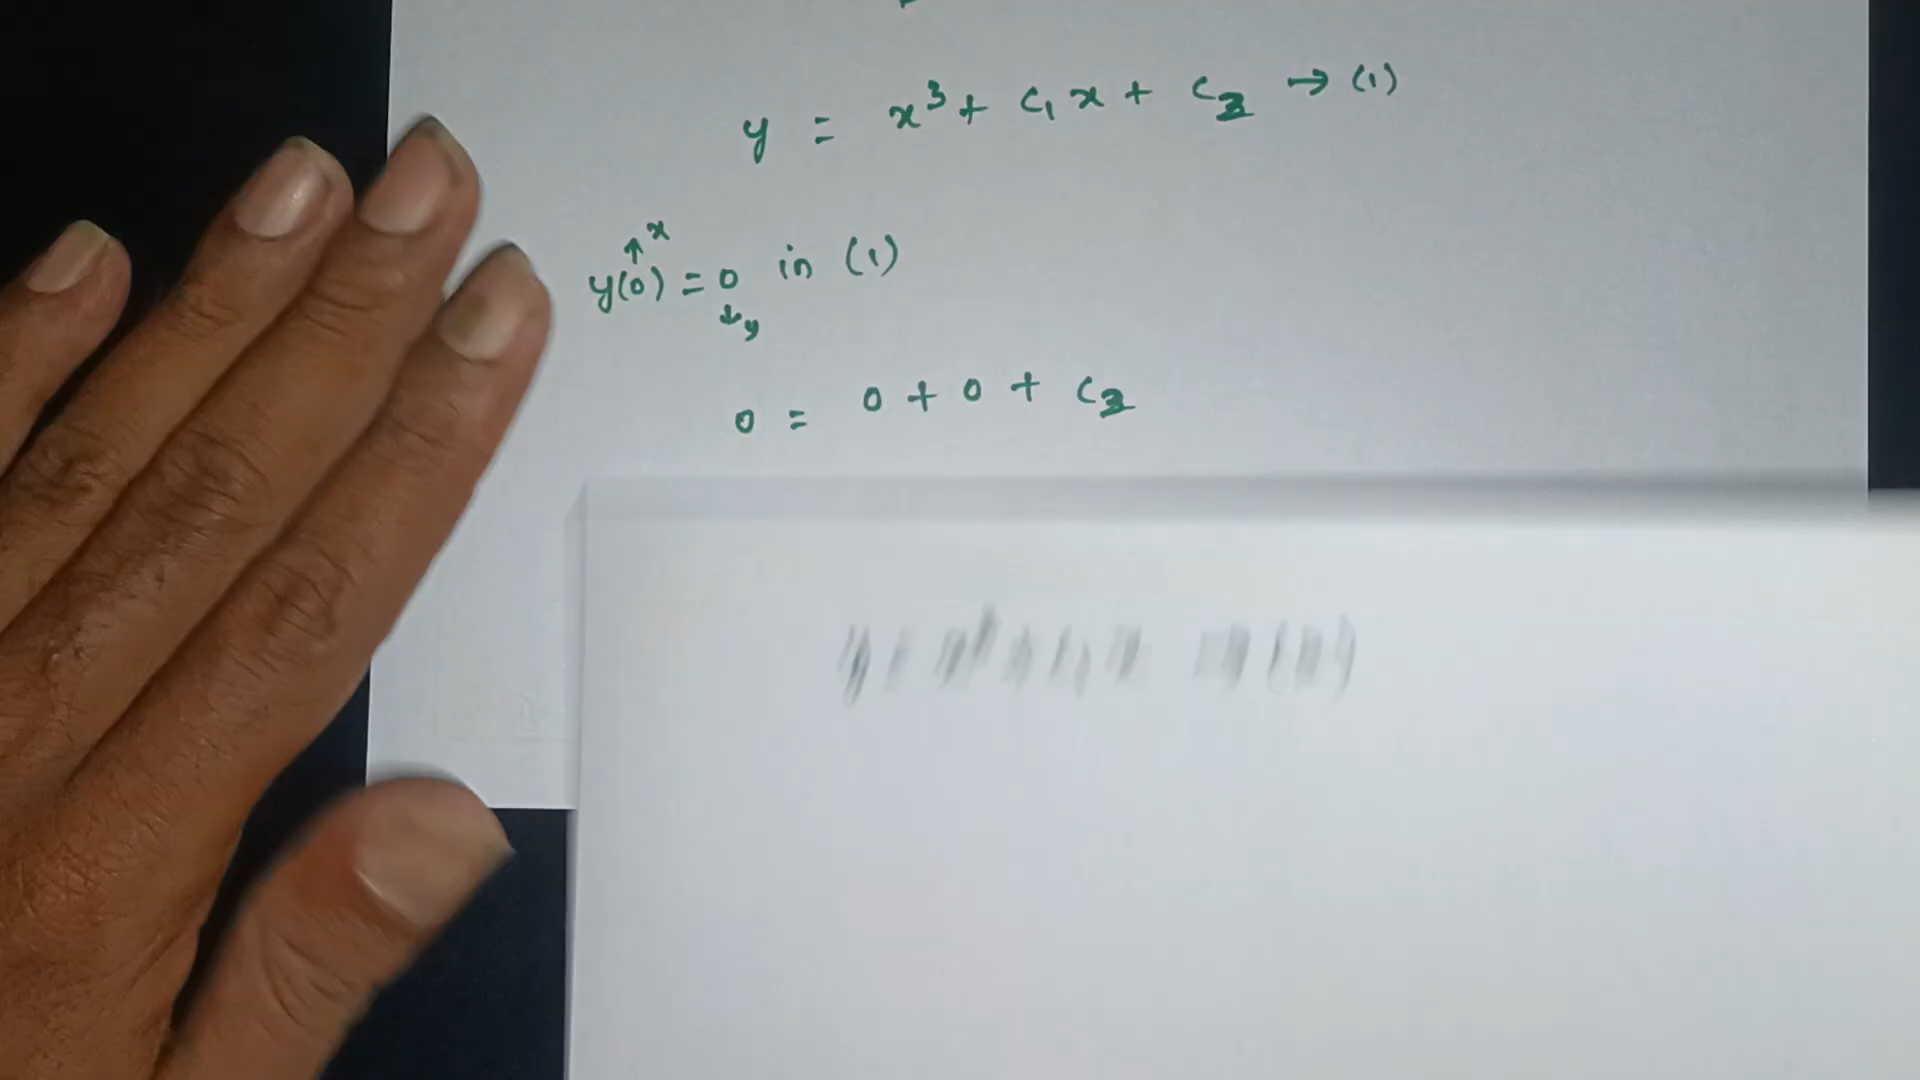 y = x³ + c₁x + c₂ → (1)
↑ x
y(0) = 0 in (1)
↓ y
0 = 0 + 0 + c₂